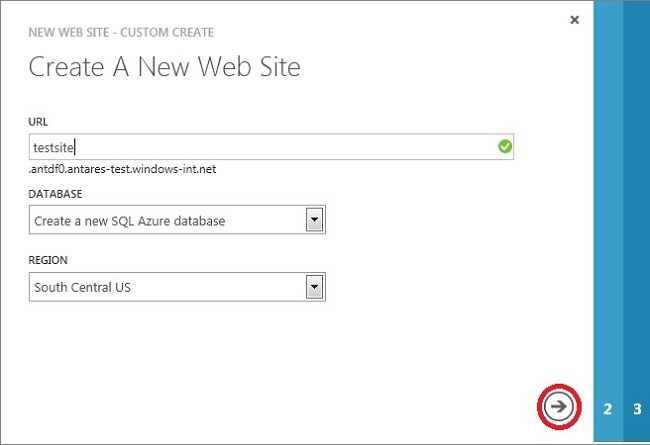 NEW WEB SITE - CUSTOM CREATE
Create A New Web Site
URL
testsite
.antdf0.antares-test.windows-int.net
DATABASE
Create a new SQL Azure database
REGION
South Central US
2 3